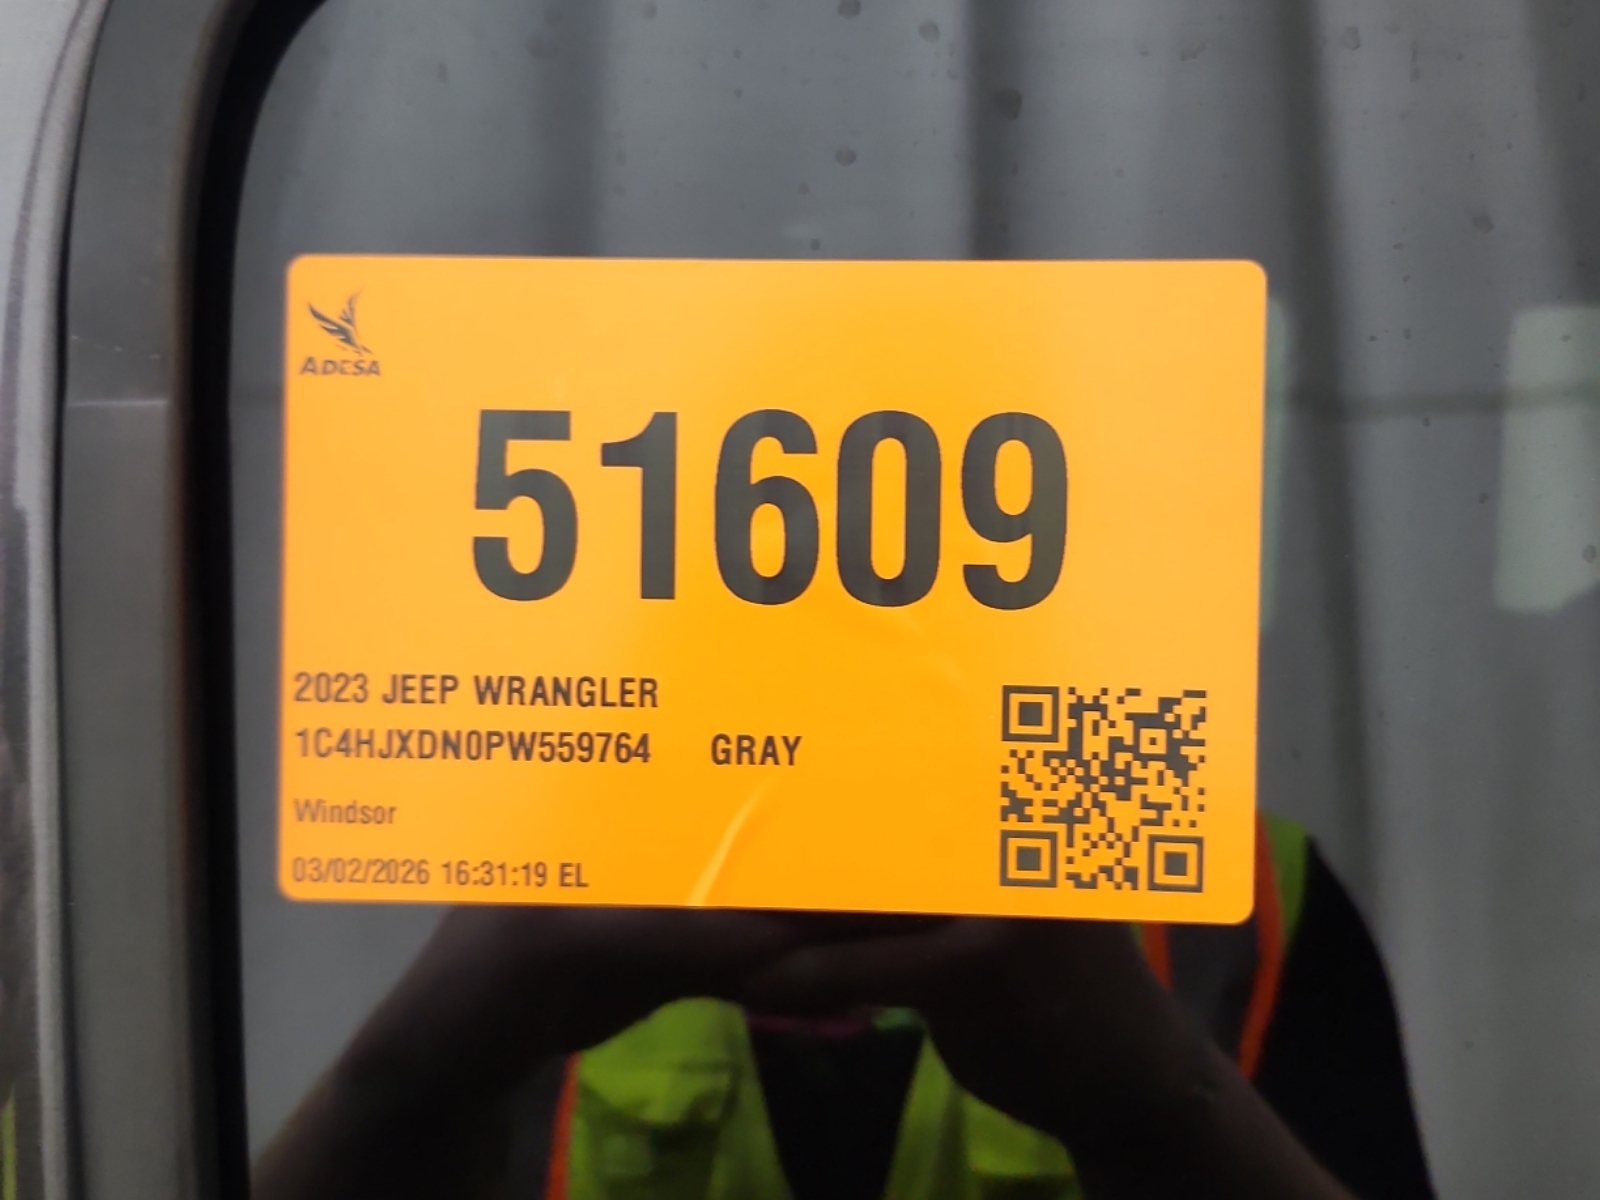 ADESA
51609
2023 JEEP WRANGLER
1C4HJXDN0PW559764 GRAY
Windsor
03/02/2026 16:31:19 EL